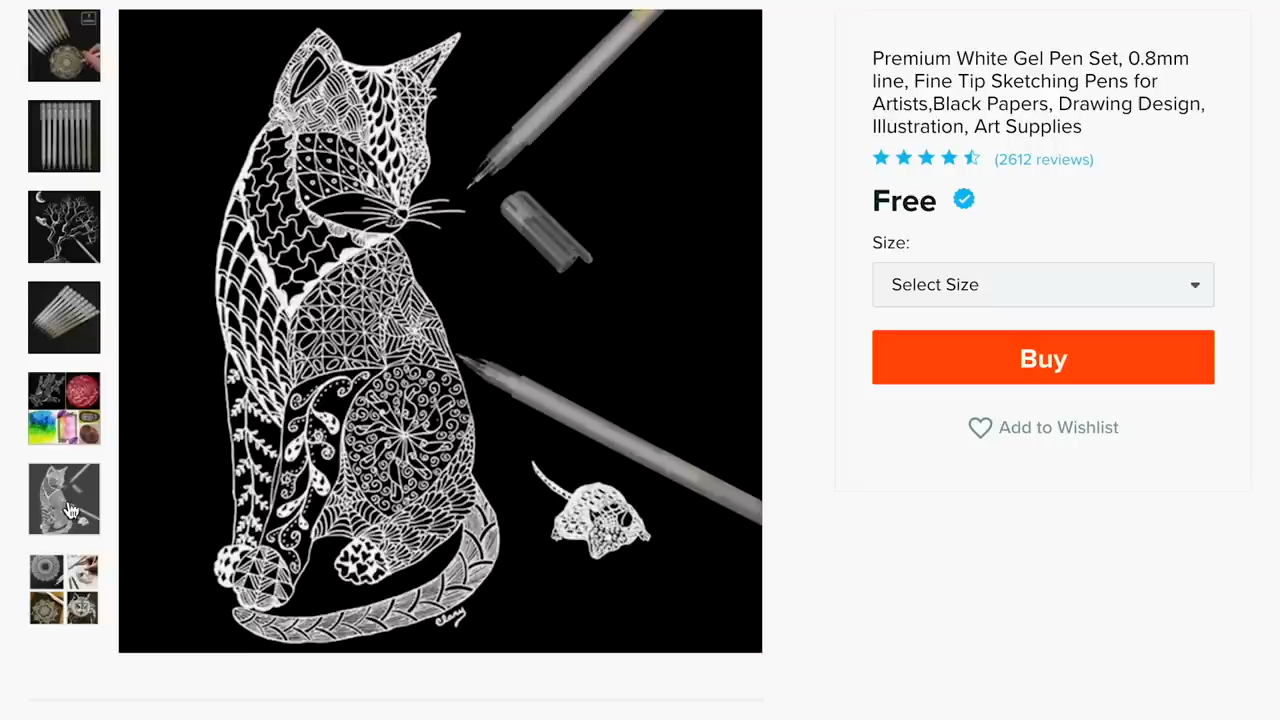 Premium White Gel Pen Set, 0.8mm
line, Fine Tip Sketching Pens for
Artists,Black Papers, Drawing Design,
Illustration, Art Supplies
(2612 reviews)
Free
Size:
Select Size
Buy
Add to Wishlist
Clary